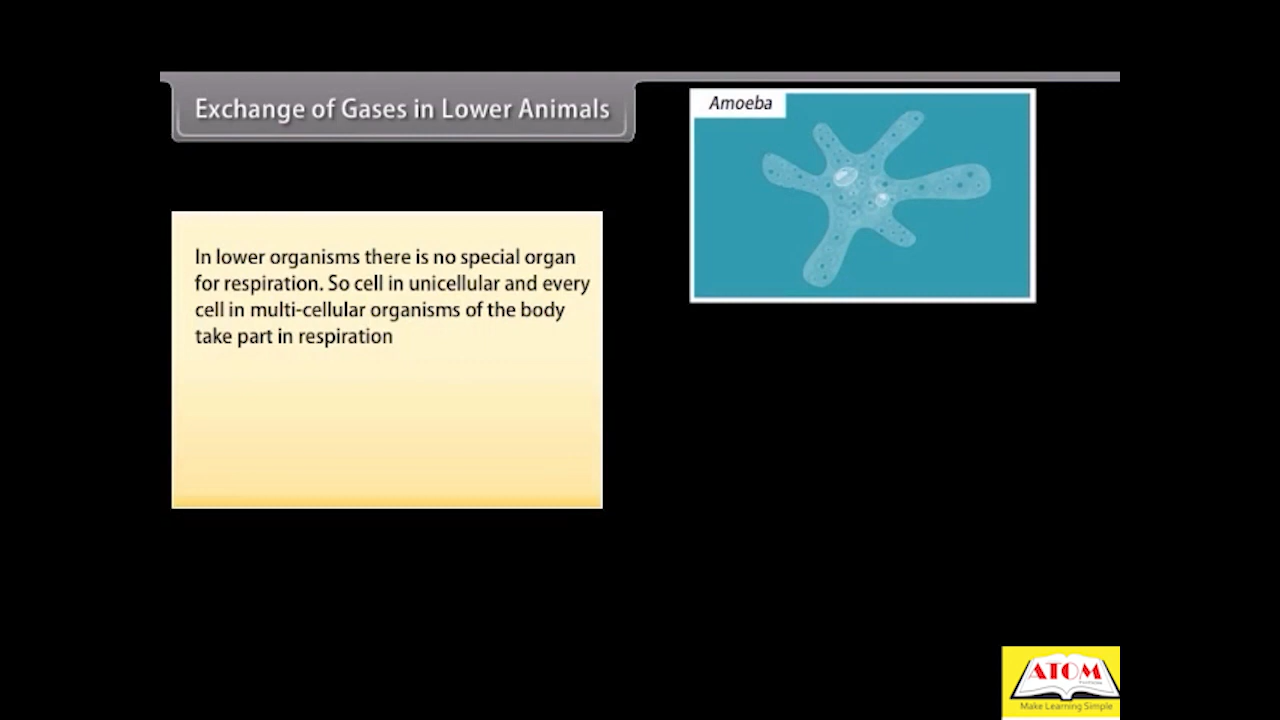 Exchange of Gases in Lower Animals
Amoeba
In lower organisms there is no special organ
for respiration. So cell in unicellular and every
cell in multi-cellular organisms of the body
take part in respiration
ATOM
Make Learning Simple